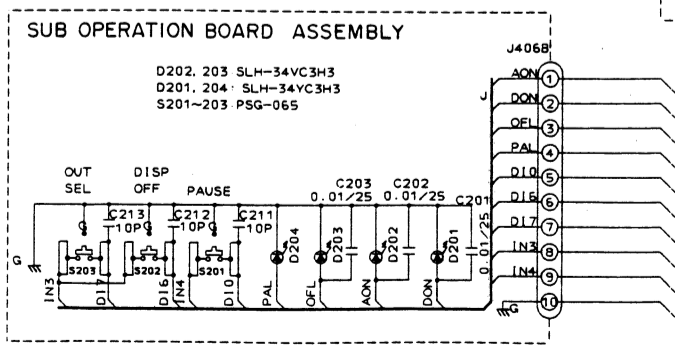 SUB OPERATION BOARD ASSEMBLY
J406B
D202, 203 SLH-34VC3H3
D201, 204: SLH-34YC3H3
S201~203 PSG-065
J
AON 1
DON 2
OFL 3
PAL 4
DI0 5
DI6 6
DI7 7
IN3 8
IN4 9
G 10
OUT SEL
DISP OFF
PAUSE
C203 0.01/25
C202 0.01/25
C201 0.01/25
C213 10P
C212 10P
C211 10P
G
G
G
G
S203
S202
S201
D204
D203
D202
D201
IN3
DI7
DI6
IN4
DI0
PAL
OFL
AON
DON